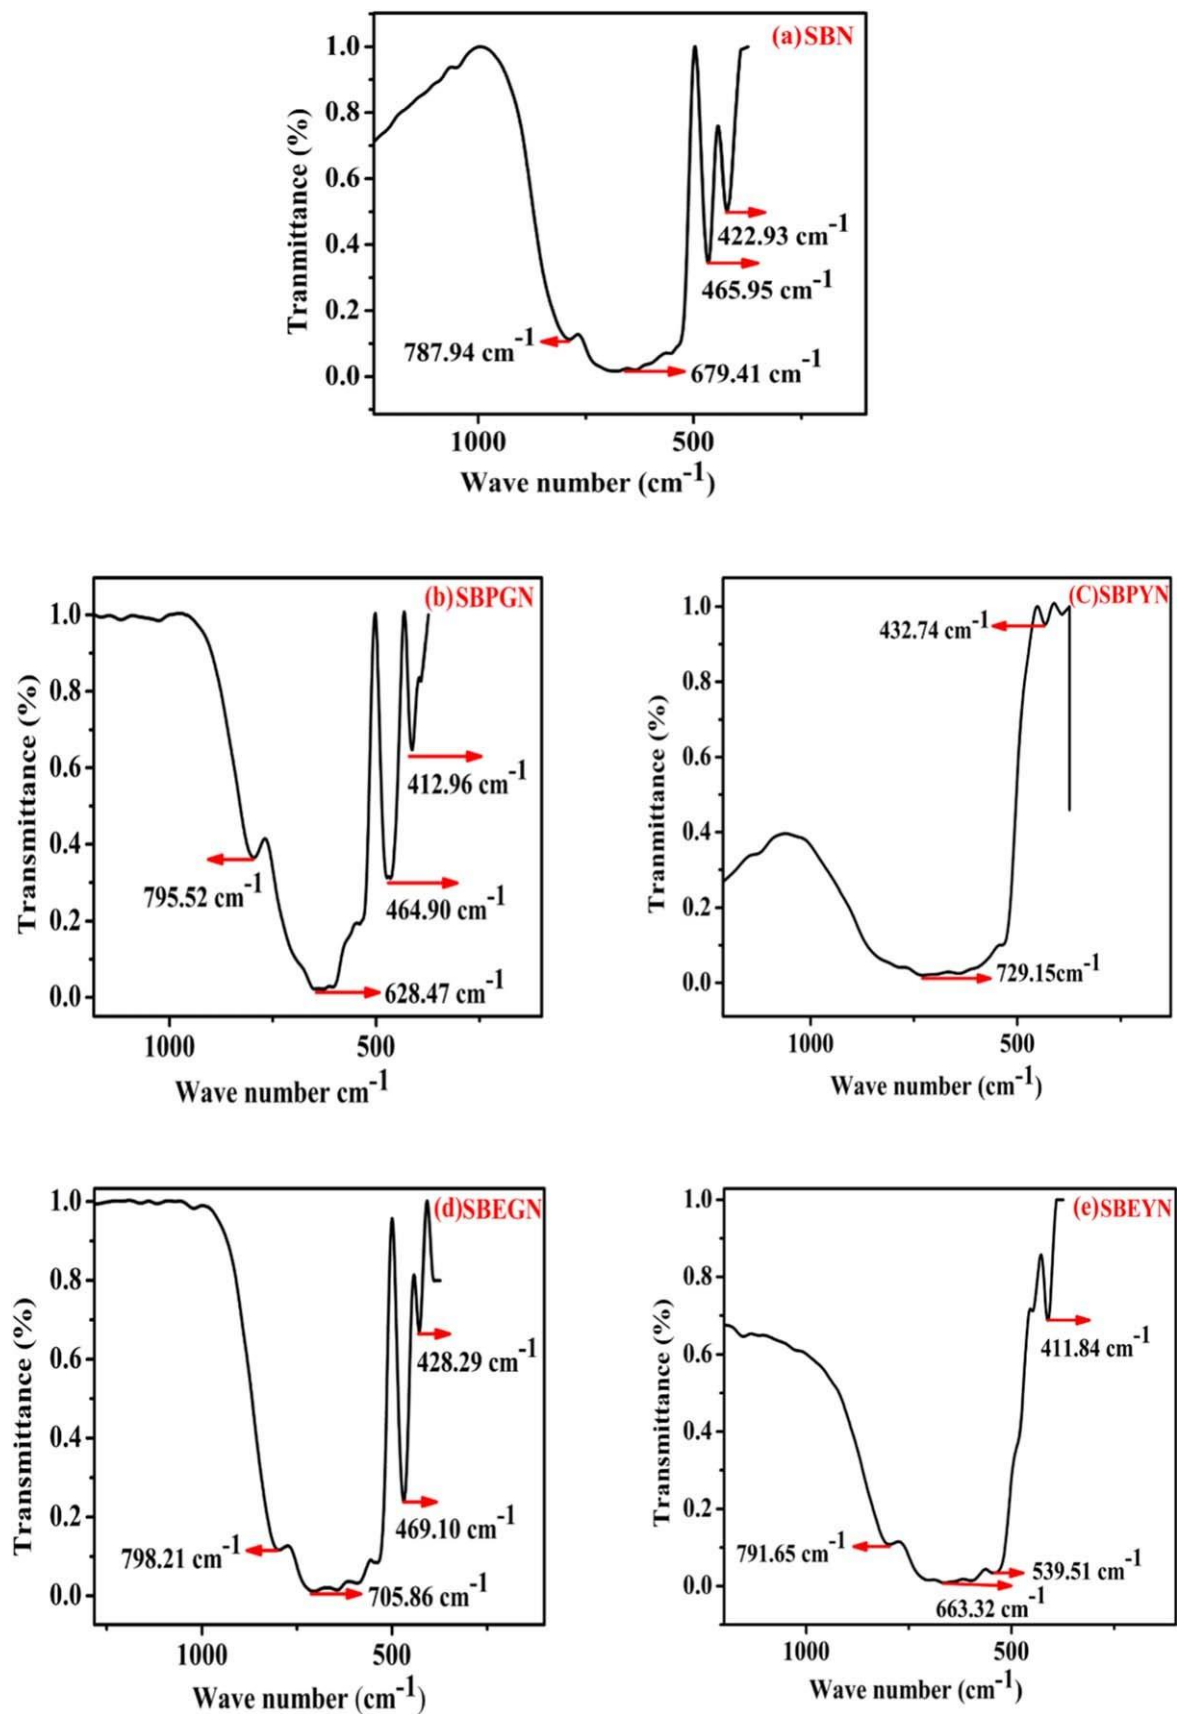 (a)SBN
Tranmittance (%)
1.0
0.8
0.6
0.4
0.2
0.0
422.93 cm-1
465.95 cm-1
787.94 cm-1
679.41 cm-1
1000
500
Wave number (cm-1)
(b)SBPGN
Transmittance (%)
1.0
0.8
0.6
0.4
0.2
0.0
412.96 cm-1
795.52 cm-1
464.90 cm-1
628.47 cm-1
1000
500
Wave number cm-1
(C)SBPYN
Tranmittance (%)
1.0
0.8
0.6
0.4
0.2
0.0
432.74 cm-1
729.15cm-1
1000
500
Wave number (cm-1)
(d)SBEGN
Transmittance (%)
1.0
0.8
0.6
0.4
0.2
0.0
428.29 cm-1
469.10 cm-1
798.21 cm-1
705.86 cm-1
1000
500
Wave number (cm-1)
(e)SBEYN
Transmittance (%)
1.0
0.8
0.6
0.4
0.2
0.0
411.84 cm-1
791.65 cm-1
539.51 cm-1
663.32 cm-1
1000
500
Wave number (cm-1)